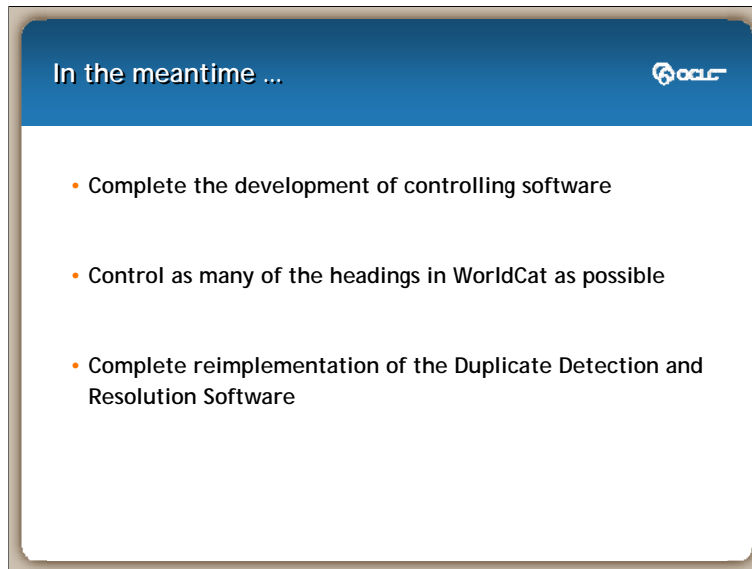 In the meantime ...
OCLC
• Complete the development of controlling software
• Control as many of the headings in WorldCat as possible
• Complete reimplementation of the Duplicate Detection and
Resolution Software